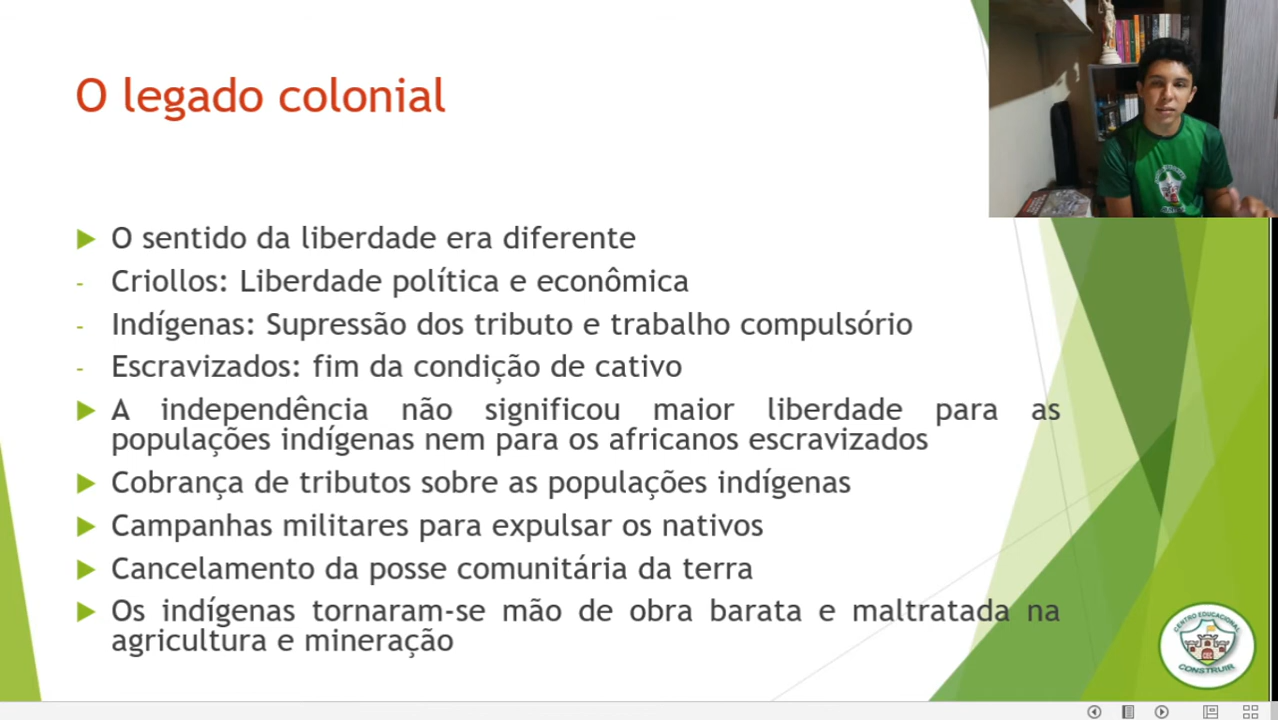 O legado colonial
O sentido da liberdade era diferente
- Criollos: Liberdade política e econômica
- Indígenas: Supressão dos tributo e trabalho compulsório
- Escravizados: fim da condição de cativo
A independência não significou maior liberdade para as
populações indígenas nem para os africanos escravizados
Cobrança de tributos sobre as populações indígenas
Campanhas militares para expulsar os nativos
Cancelamento da posse comunitária da terra
Os indígenas tornaram-se mão de obra barata e maltratada na
agricultura e mineração
CENTRO EDUCACIONAL
CONSTRUIR